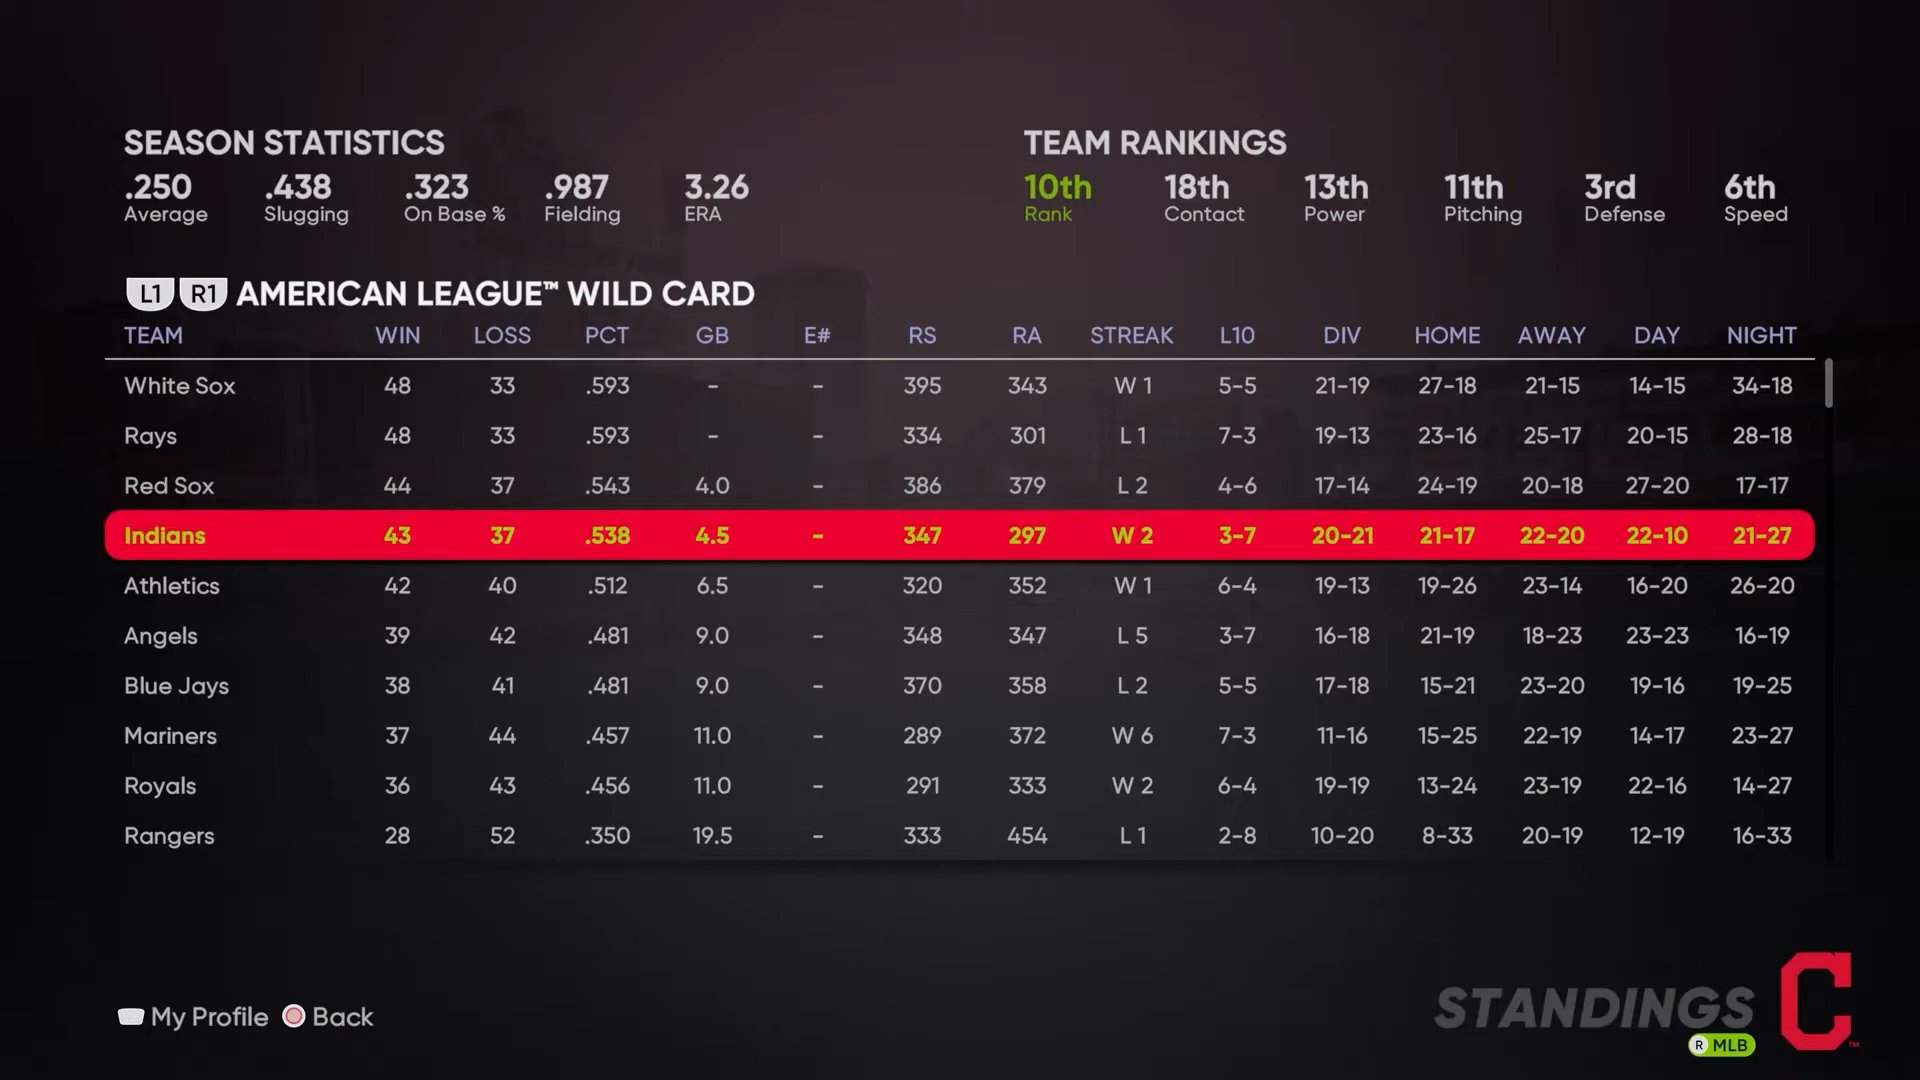 SEASON STATISTICS
.250 .438 .323 .987 3.26
Average Slugging On Base % Fielding ERA
TEAM RANKINGS
10th 18th 13th 11th 3rd 6th
Rank Contact Power Pitching Defense Speed
L1 R1 AMERICAN LEAGUE™ WILD CARD
TEAM WIN LOSS PCT GB E# RS RA STREAK L10 DIV HOME AWAY DAY NIGHT
White Sox 48 33 .593 - - 395 343 W 1 5-5 21-19 27-18 21-15 14-15 34-18
Rays 48 33 .593 - - 334 301 L 1 7-3 19-13 23-16 25-17 20-15 28-18
Red Sox 44 37 .543 4.0 - 386 379 L 2 4-6 17-14 24-19 20-18 27-20 17-17
Indians 43 37 .538 4.5 - 347 297 W 2 3-7 20-21 21-17 22-20 22-10 21-27
Athletics 42 40 .512 6.5 - 320 352 W 1 6-4 19-13 19-26 23-14 16-20 26-20
Angels 39 42 .481 9.0 - 348 347 L 5 3-7 16-18 21-19 18-23 23-23 16-19
Blue Jays 38 41 .481 9.0 - 370 358 L 2 5-5 17-18 15-21 23-20 19-16 19-25
Mariners 37 44 .457 11.0 - 289 372 W 6 7-3 11-16 15-25 22-19 14-17 23-27
Royals 36 43 .456 11.0 - 291 333 W 2 6-4 19-19 13-24 23-19 22-16 14-27
Rangers 28 52 .350 19.5 - 333 454 L 1 2-8 10-20 8-33 20-19 12-19 16-33
My Profile Back
STANDINGS
R MLB
C™